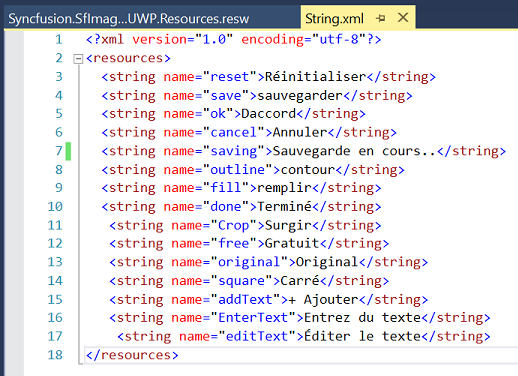 Syncfusion.SfImag...UWP.Resources.resw String.xml
1 <?xml version="1.0" encoding="utf-8"?>
2 <resources>
3 <string name="reset">Réinitialiser</string>
4 <string name="save">sauvegarder</string>
5 <string name="ok">Daccord</string>
6 <string name="cancel">Annuler</string>
7 <string name="saving">Sauvegarde en cours..</string>
8 <string name="outline">contour</string>
9 <string name="fill">remplir</string>
10 <string name="done">Terminé</string>
11 <string name="Crop">Surgir</string>
12 <string name="free">Gratuit</string>
13 <string name="original">Original</string>
14 <string name="square">Carré</string>
15 <string name="addText">+ Ajouter</string>
16 <string name="EnterText">Entrez du texte</string>
17 <string name="editText">Éditer le texte</string>
18 </resources>